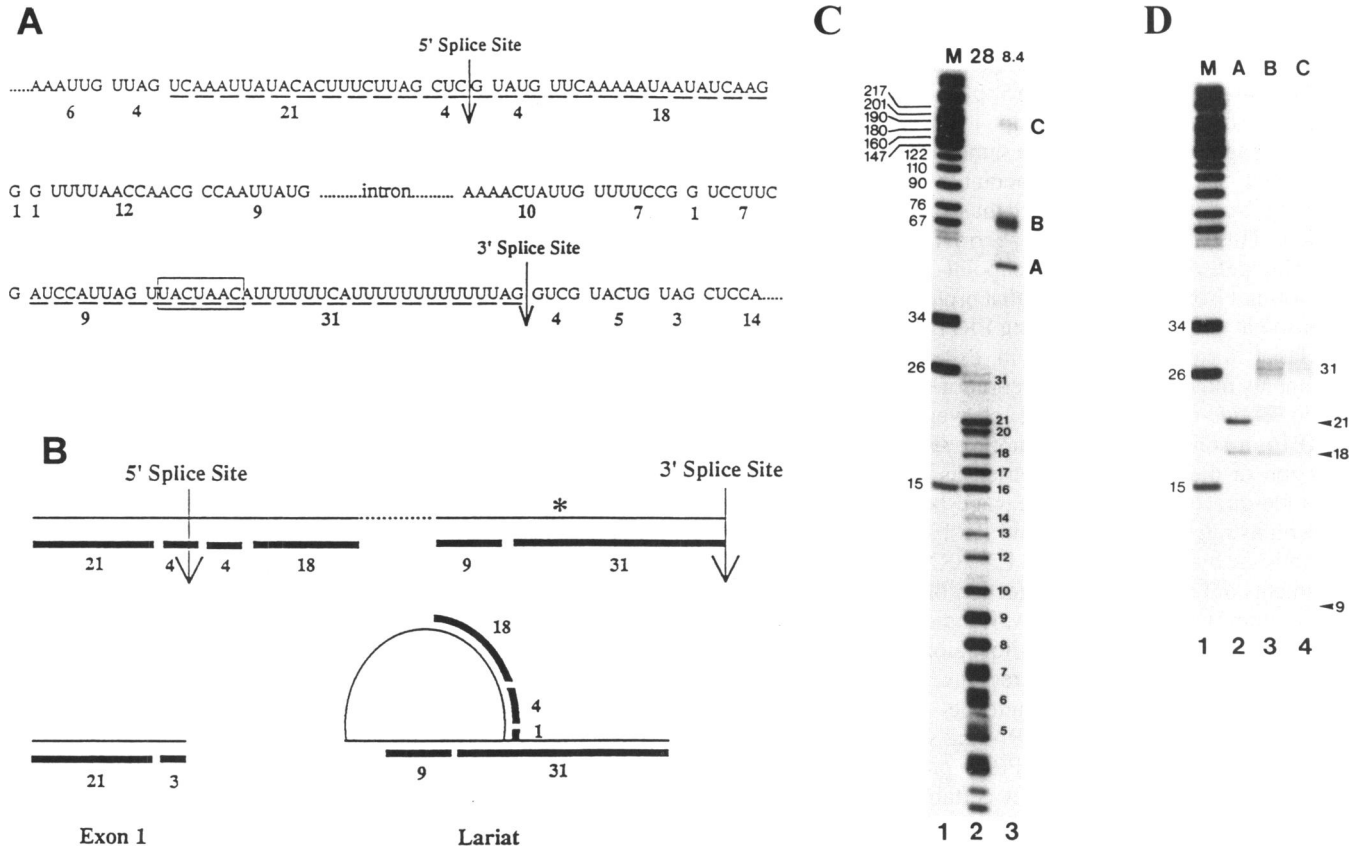 A
5' Splice Site
.....AAAUUG UUAG UCAAAUUAUACACUUUCUUAG CUCG UAUG UUCAAAAAUAAUAUCAAG
6 4 21 4 4 18
G G UUUUAACCAACG CCAAUUAUG .........intron......... AAAACUAUUG UUUUCCG G UCCUUC
1 1 12 9 10 7 1 7
3' Splice Site
G AUCCAUUAG UUACUAACAUUUUUUCAUUUUUUUUUUUUUAG GUCG UACUG UAG CUCCA.....
9 31 4 5 3 14
B
5' Splice Site 3' Splice Site
*
21 4 4 18 9 31
18
4
1
21 3 9 31
Exon 1 Lariat
C
M 28 8.4
217
201
190
180
160
147
122
110
90
76
67
34
26
15
C
B
A
31
21
20
18
17
16
14
13
12
10
9
8
7
6
5
1 2 3
D
M A B C
34
26
15
31
21
18
9
1 2 3 4